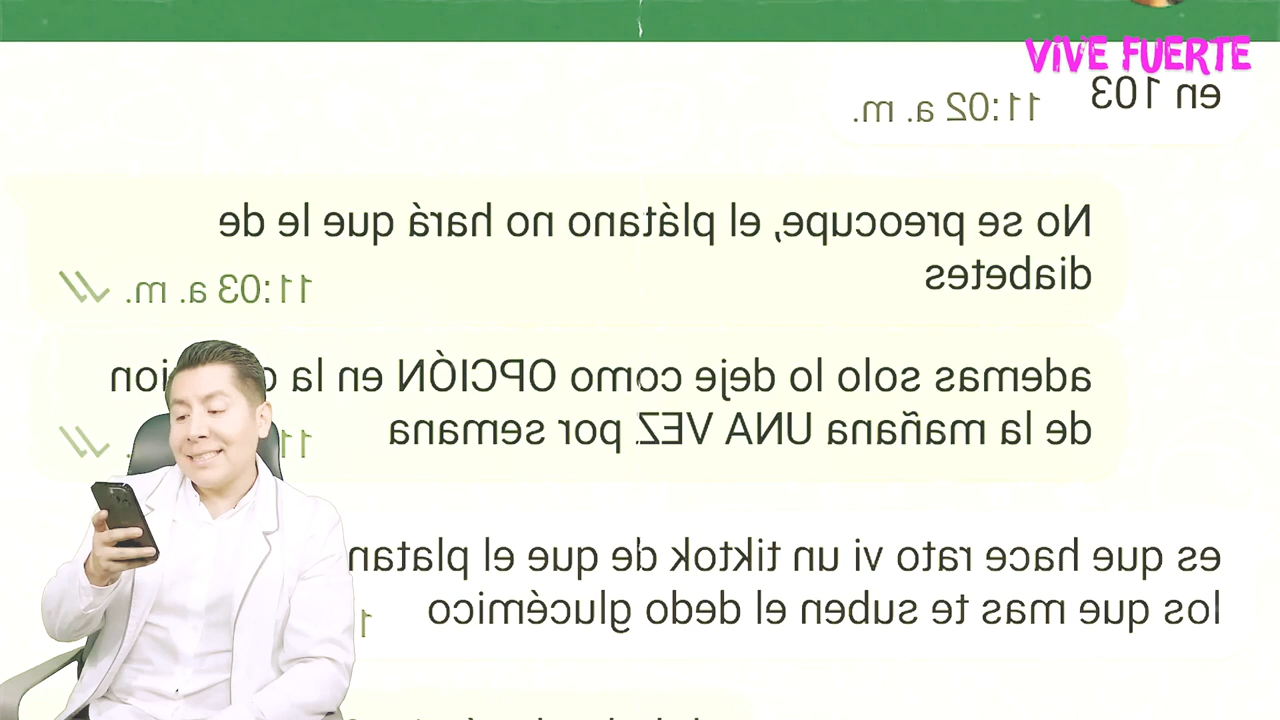 VIVE FUERTE
en 103
11:02 a. m.
No se preocupe, el plátano no hará que le de
diabetes
11:03 a. m.
ademas solo lo deje como OPCIÓN en la
de la mañana UNA VEZ por semana
es que hace rato vi un tiktok de que el
los que mas te suben el dedo glucémico